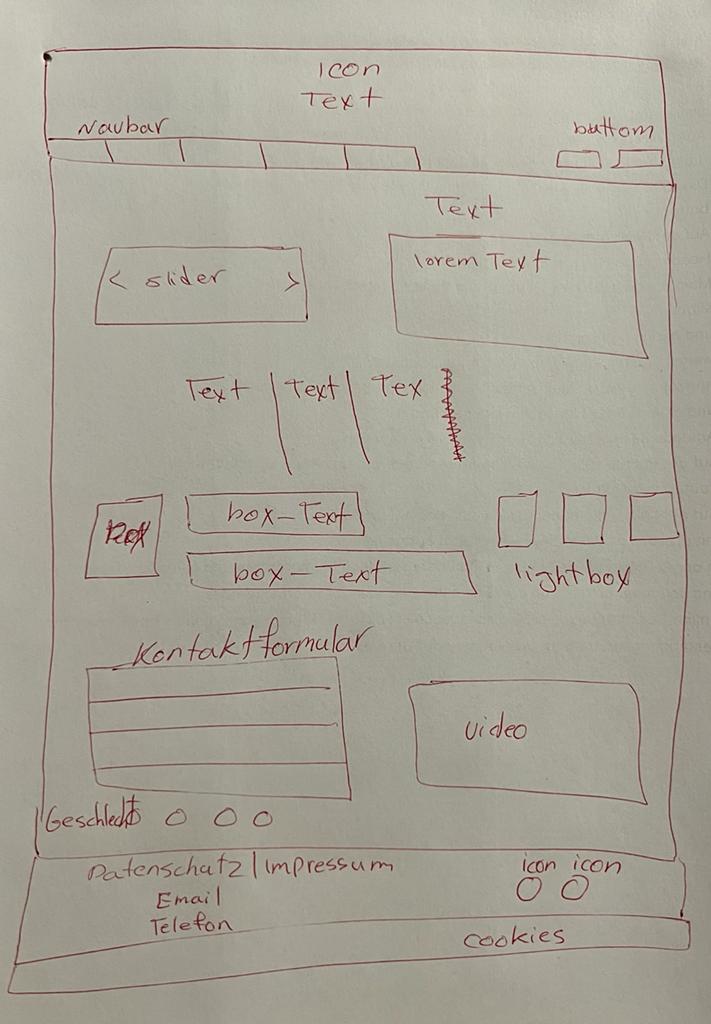 icon
Text
Navbar
buttom
Text
< slider >
lorem Text
Text | Text | Tex
box-Text
box-Text
lightbox
Kontaktformular
video
Geschlecht
Datenschutz | Impressum
icon icon
Email
Telefon
cookies